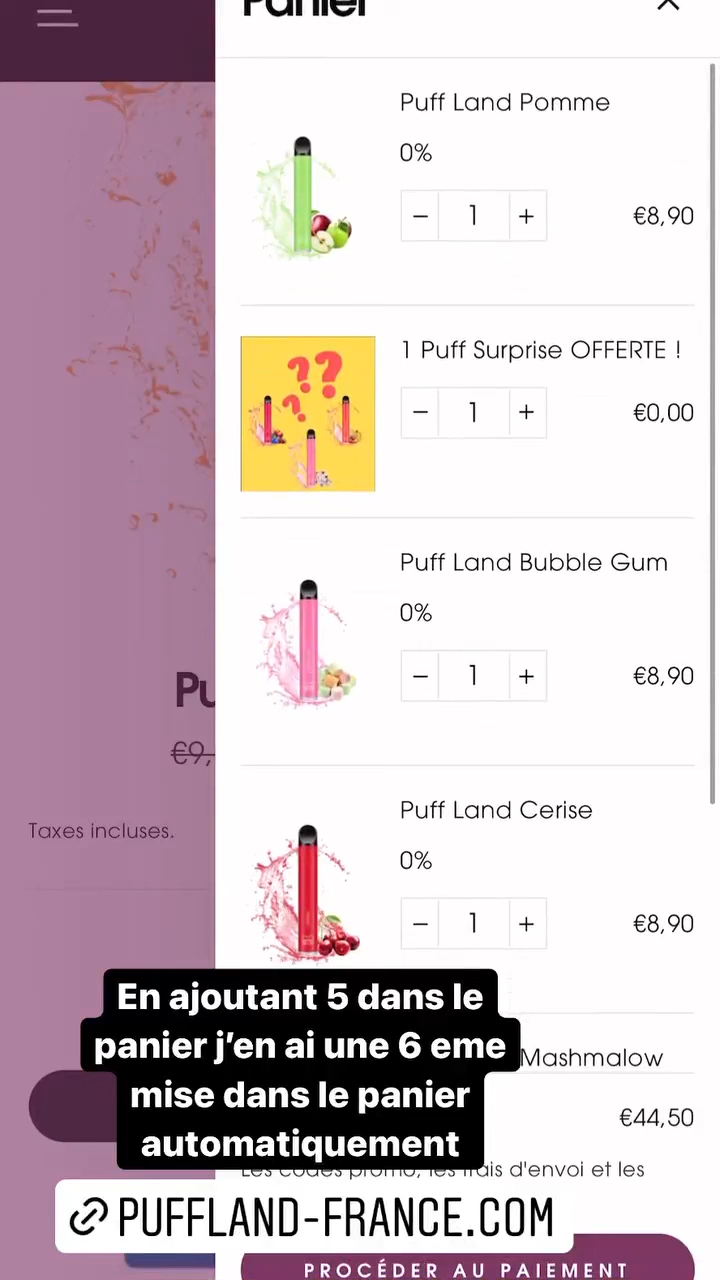 Panier
Puff Land Pomme
0%
− 1 +
€8,90
??
?
1 Puff Surprise OFFERTE !
− 1 +
€0,00
Puff Land Bubble Gum
0%
− 1 +
€8,90
Pu
€9,
Taxes incluses.
Puff Land Cerise
0%
− 1 +
€8,90
En ajoutant 5 dans le
panier j’en ai une 6 eme
mise dans le panier
automatiquement
Mashmalow
€44,50
Les codes promo, les frais d'envoi et les
PUFFLAND-FRANCE.COM
PROCÉDER AU PAIEMENT